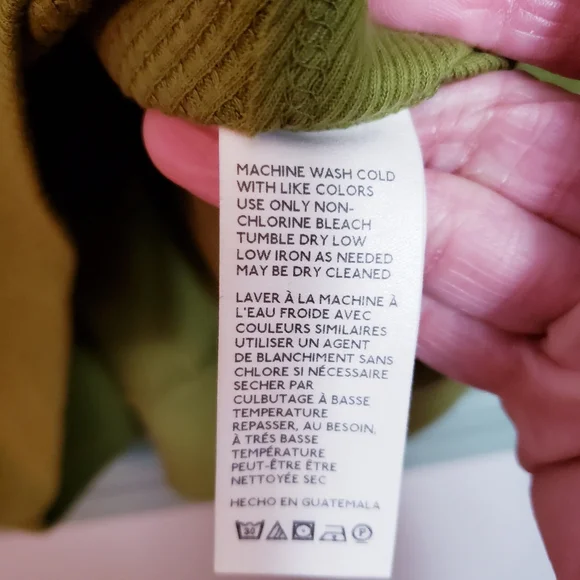 MACHINE WASH COLD
WITH LIKE COLORS
USE ONLY NON-
CHLORINE BLEACH
TUMBLE DRY LOW
LOW IRON AS NEEDED
MAY BE DRY CLEANED
LAVER À LA MACHINE À
L'EAU FROIDE AVEC
COULEURS SIMILAIRES
UTILISER UN AGENT
DE BLANCHIMENT SANS
CHLORE SI NÉCESSAIRE
SECHER PAR
CULBUTAGE À BASSE
TEMPERATURE
REPASSER, AU BESOIN,
À TRÉS BASSE
TEMPÉRATURE
PEUT-ÊTRE ÊTRE
NETTOYÉE SEC
HECHO EN GUATEMALA
30 P